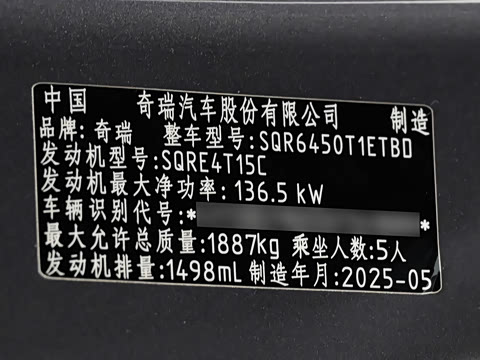 中国 奇瑞汽车股份有限公司 制造
品牌: 奇瑞 整车型号:SQR6450T1ETBD
发动机型号:SQRE4T15C
发动机最大净功率: 136.5 kW
车辆识别代号:* *
最大允许总质量:1887kg 乘坐人数:5人
发动机排量:1498mL 制造年月:2025-05